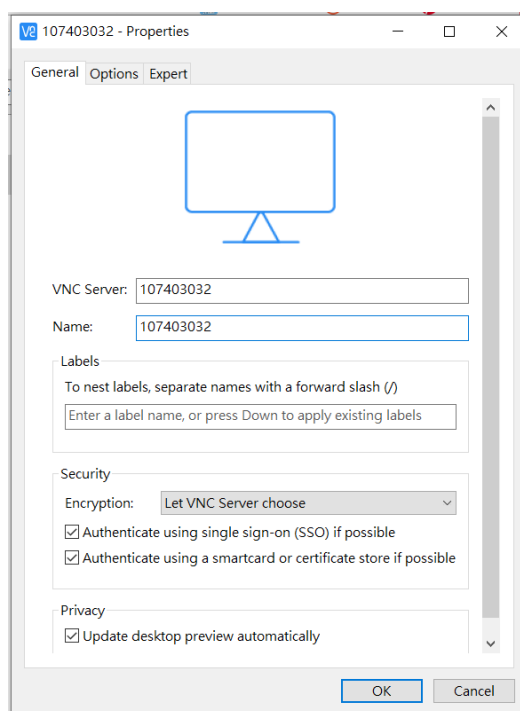 V2 107403032 - Properties
General Options Expert
VNC Server: 107403032
Name: 107403032
Labels
To nest labels, separate names with a forward slash (/)
Enter a label name, or press Down to apply existing labels
Security
Encryption: Let VNC Server choose
Authenticate using single sign-on (SSO) if possible
Authenticate using a smartcard or certificate store if possible
Privacy
Update desktop preview automatically
OK Cancel